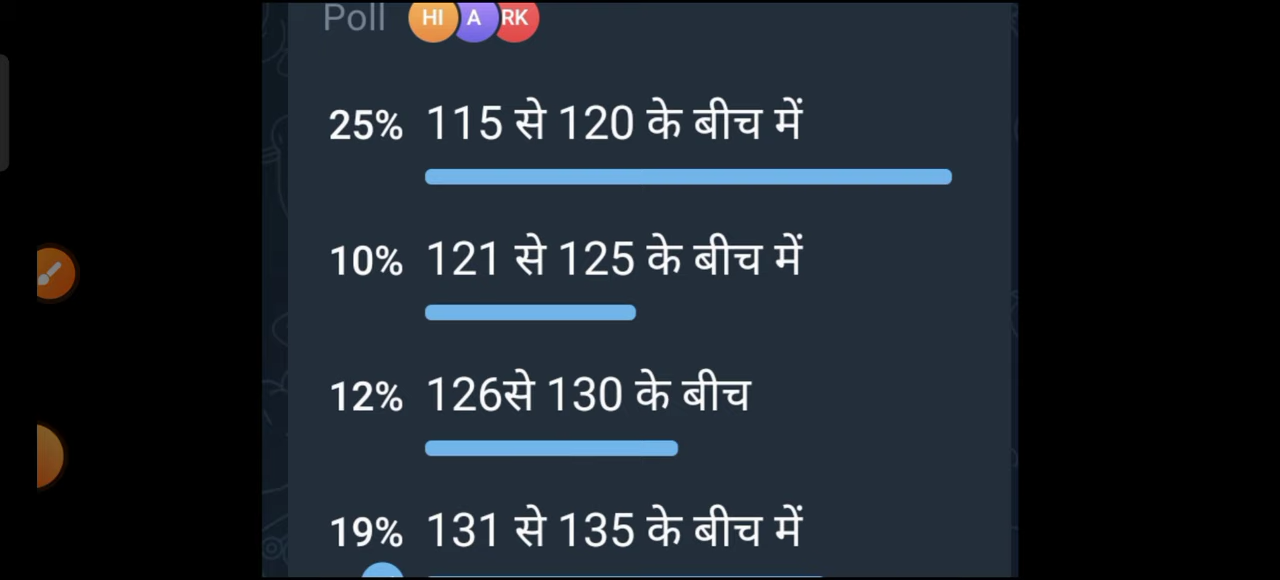 Poll HI A RK
25% 115 से 120 के बीच में
10% 121 से 125 के बीच में
12% 126से 130 के बीच
19% 131 से 135 के बीच में